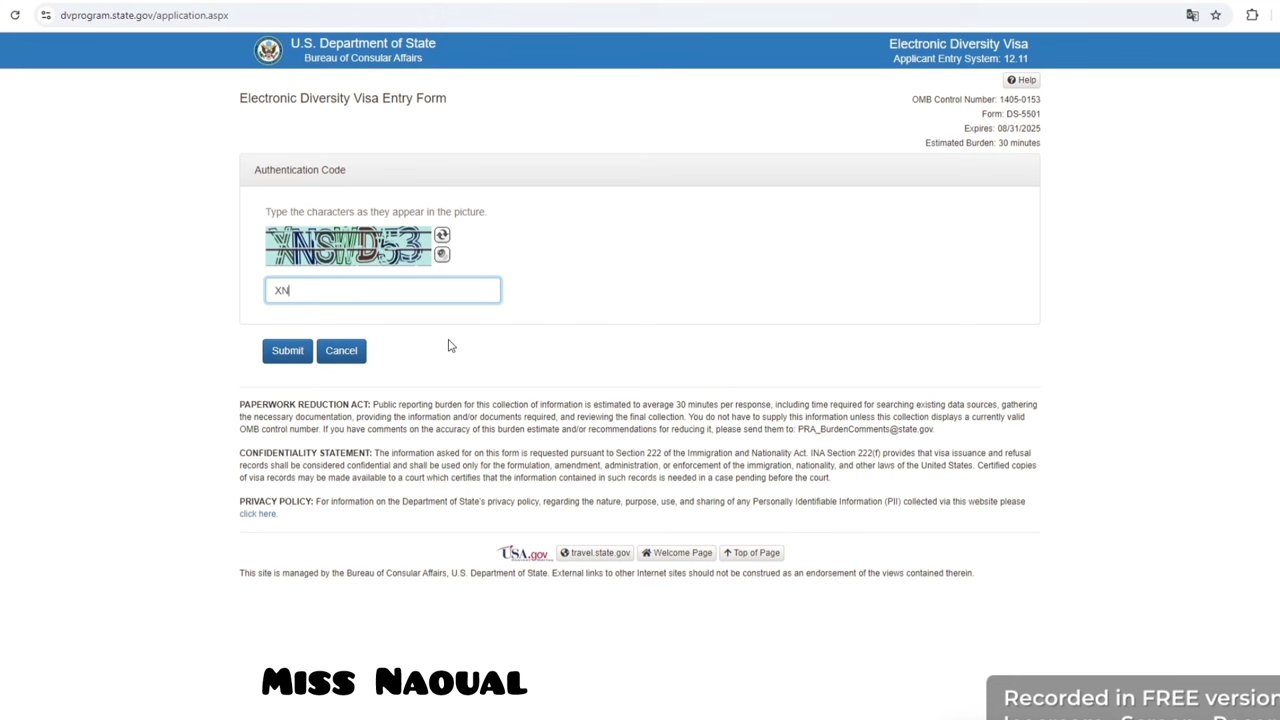 dvprogram.state.gov/application.aspx
U.S. Department of State
Bureau of Consular Affairs
Electronic Diversity Visa
Applicant Entry System: 12.11
Help
Electronic Diversity Visa Entry Form
OMB Control Number: 1405-0153
Form: DS-5501
Expires: 08/31/2025
Estimated Burden: 30 minutes
Authentication Code
Type the characters as they appear in the picture.
XNSWD53
XN
Submit Cancel
PAPERWORK REDUCTION ACT: Public reporting burden for this collection of information is estimated to average 30 minutes per response, including time required for searching existing data sources, gathering
the necessary documentation, providing the information and/or documents required, and reviewing the final collection. You do not have to supply this information unless this collection displays a currently valid
OMB control number. If you have comments on the accuracy of this burden estimate and/or recommendations for reducing it, please send them to: PRA_BurdenComments@state.gov.
CONFIDENTIALITY STATEMENT: The information asked for on this form is requested pursuant to Section 222 of the Immigration and Nationality Act. INA Section 222(f) provides that visa issuance and refusal
records shall be considered confidential and shall be used only for the formulation, amendment, administration, or enforcement of the immigration, nationality, and other laws of the United States. Certified copies
of visa records may be made available to a court which certifies that the information contained in such records is needed in a case pending before the court.
PRIVACY POLICY: For information on the Department of State's privacy policy, regarding the nature, purpose, use, and sharing of any Personally Identifiable Information (PII) collected via this website please
click here.
USA.gov travel.state.gov Welcome Page Top of Page
This site is managed by the Bureau of Consular Affairs, U.S. Department of State. External links to other Internet sites should not be construed as an endorsement of the views contained therein.
Miss Naoual
Recorded in FREE version